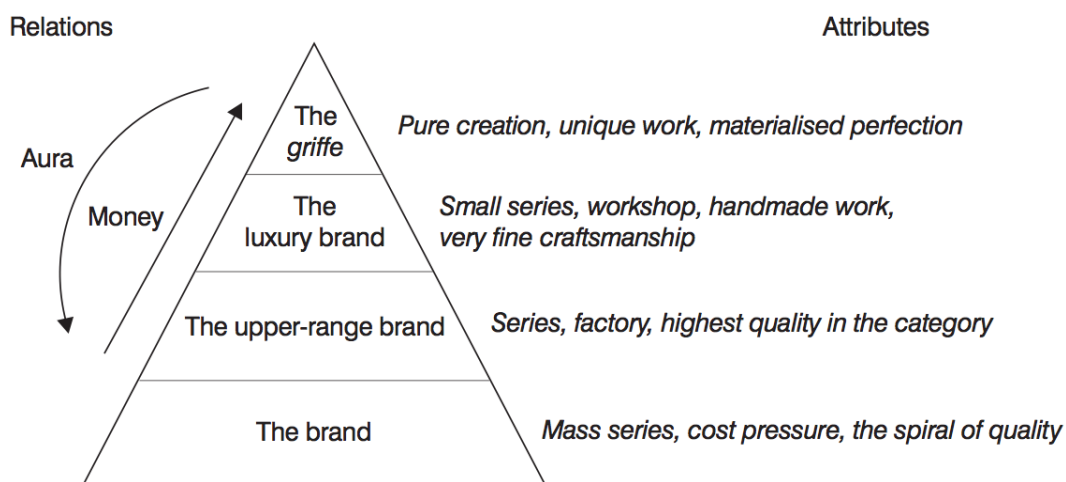 Relations
Attributes
The
griffe
Pure creation, unique work, materialised perfection
Aura
Money
The
luxury brand
Small series, workshop, handmade work,
very fine craftsmanship
The upper-range brand
Series, factory, highest quality in the category
The brand
Mass series, cost pressure, the spiral of quality